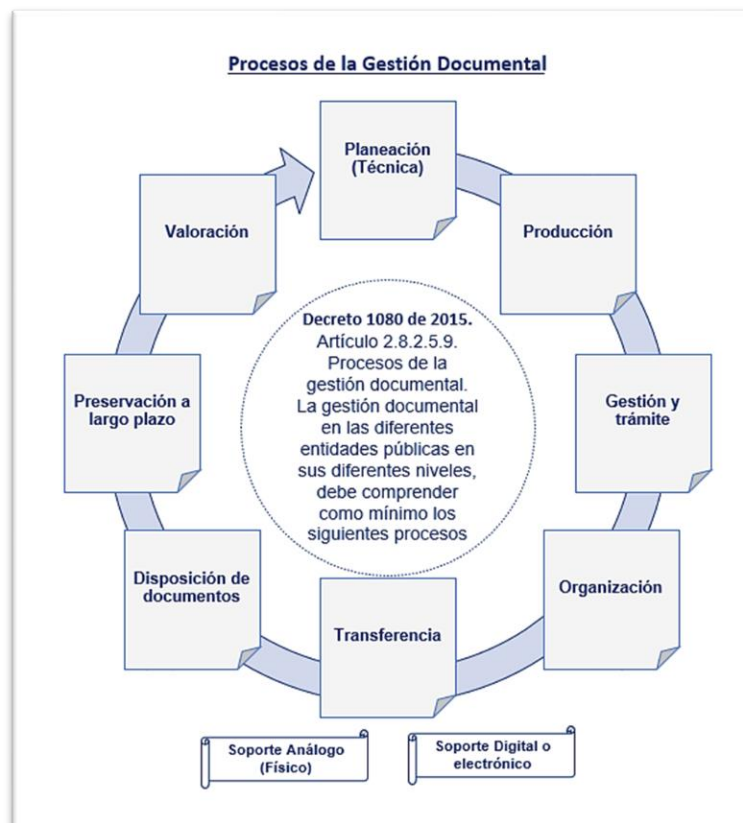 Procesos de la Gestión Documental
Planeación
(Técnica)
Producción
Gestión y
trámite
Organización
Transferencia
Disposición de
documentos
Preservación a
largo plazo
Valoración
Decreto 1080 de 2015.
Artículo 2.8.2.5.9.
Procesos de la
gestión documental.
La gestión documental
en las diferentes
entidades públicas en
sus diferentes niveles,
debe comprender
como mínimo los
siguientes procesos
Soporte Análogo
(Físico)
Soporte Digital o
electrónico